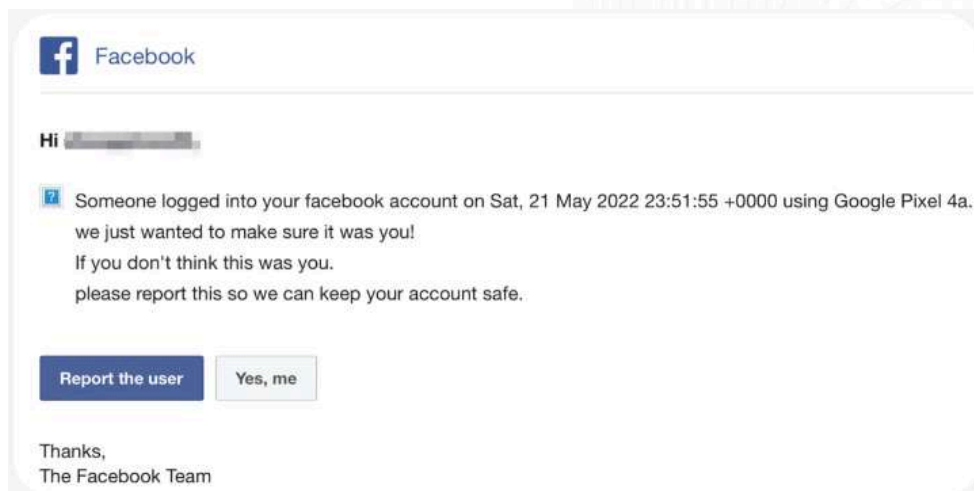 Facebook
Hi
Someone logged into your facebook account on Sat, 21 May 2022 23:51:55 +0000 using Google Pixel 4a.
we just wanted to make sure it was you!
If you don't think this was you.
please report this so we can keep your account safe.
Report the user
Yes, me
Thanks,
The Facebook Team